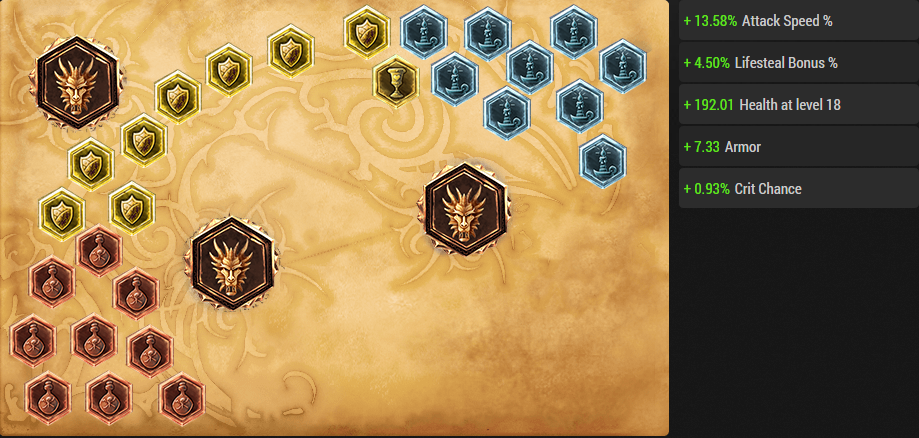 + 13.58% Attack Speed %
+ 4.50% Lifesteal Bonus %
+ 192.01 Health at level 18
+ 7.33 Armor
+ 0.93% Crit Chance